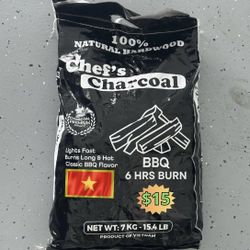 100%
NATURAL HARDWOOD
Chef's
Charcoal
Lights Fast
Burns Long & Hot
Classic BBQ Flavor
BBQ
6 HRS BURN
$15
NET WT: 7 KG - 15.4 LB
PRODUCT OF VIETNAM